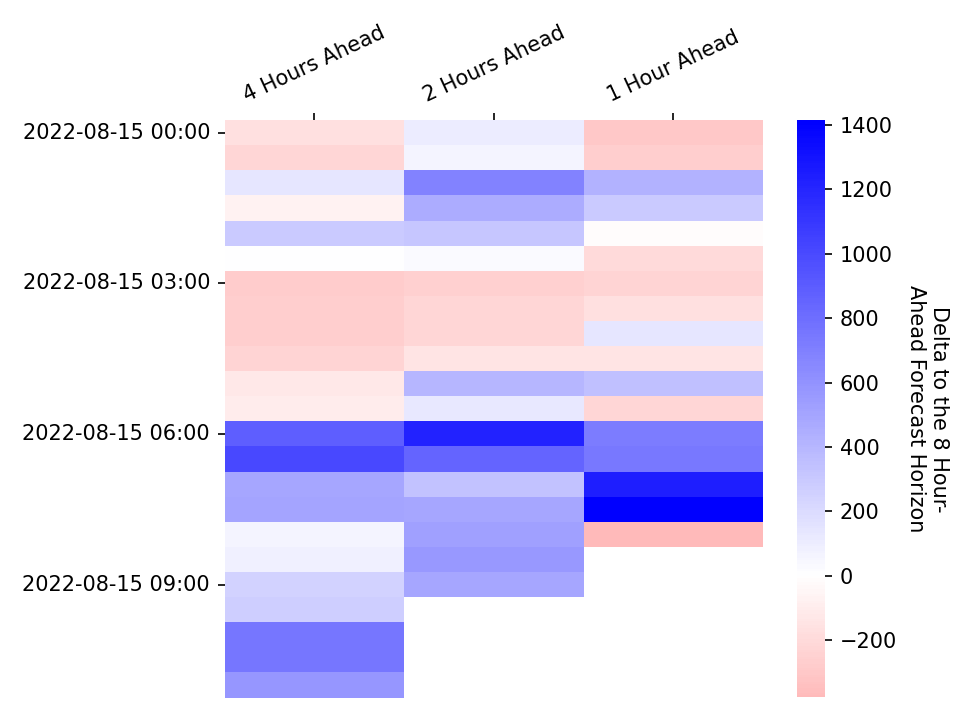 4 Hours Ahead
2 Hours Ahead
1 Hour Ahead
2022-08-15 00:00
2022-08-15 03:00
2022-08-15 06:00
2022-08-15 09:00
1400
1200
1000
800
600
400
200
0
−200
Delta to the 8 Hour-
Ahead Forecast Horizon